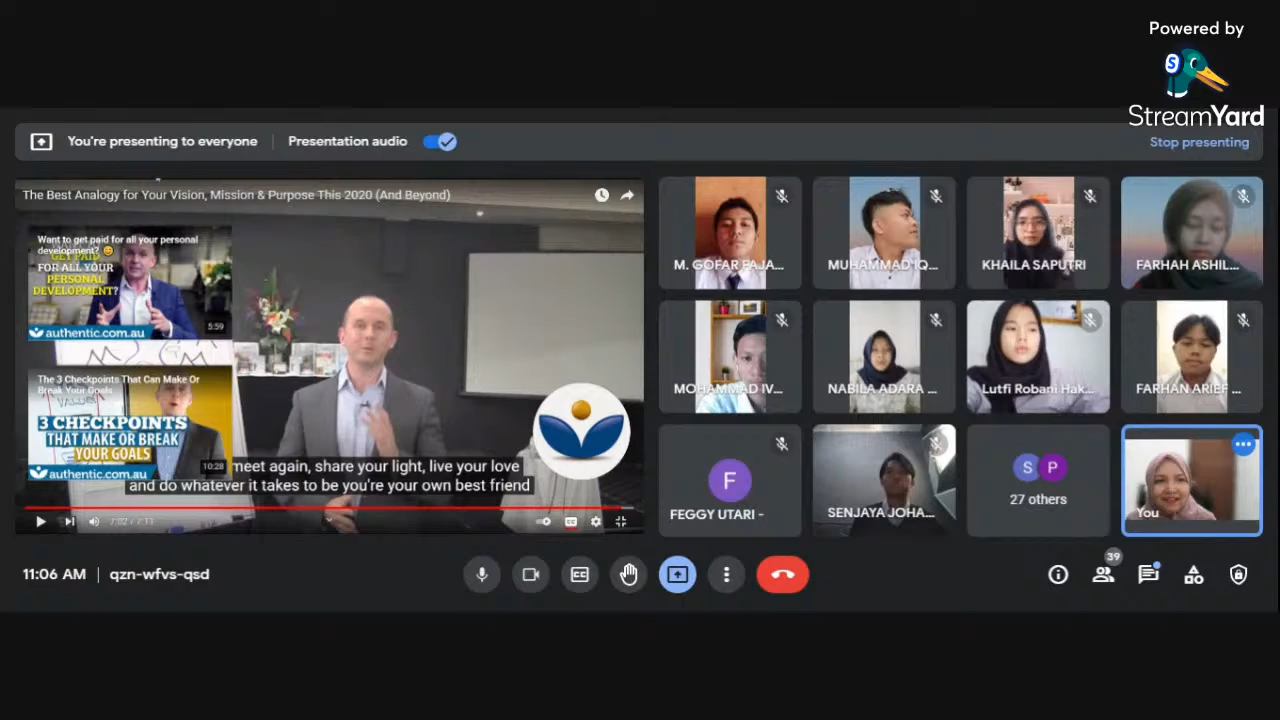 Powered by
StreamYard
You're presenting to everyone
Presentation audio
Stop presenting
The Best Analogy for Your Vision, Mission & Purpose This 2020 (And Beyond)
Want to get paid for all your personal
development?
GET PAID
FOR ALL YOUR
PERSONAL
DEVELOPMENT?
5:59
authentic.com.au
The 3 Checkpoints That Can Make Or
Break Your Goals
3 CHECKPOINTS
THAT MAKE OR BREAK
YOUR GOALS
10:28
authentic.com.au
meet again, share your light, live your love
and do whatever it takes to be you're your own best friend
7:02 / 7:11
M. GOFAR FAJA...
MUHAMMAD IQ...
KHAILA SAPUTRI
FARHAH ASHIL...
MOHAMMAD IV...
NABILA ADARA ...
Lutfi Robani Hak...
FARHAN ARIEF ...
F
FEGGY UTARI -
SENJAYA JOHA...
S P
27 others
You
11:06 AM | qzn-wfvs-qsd
39